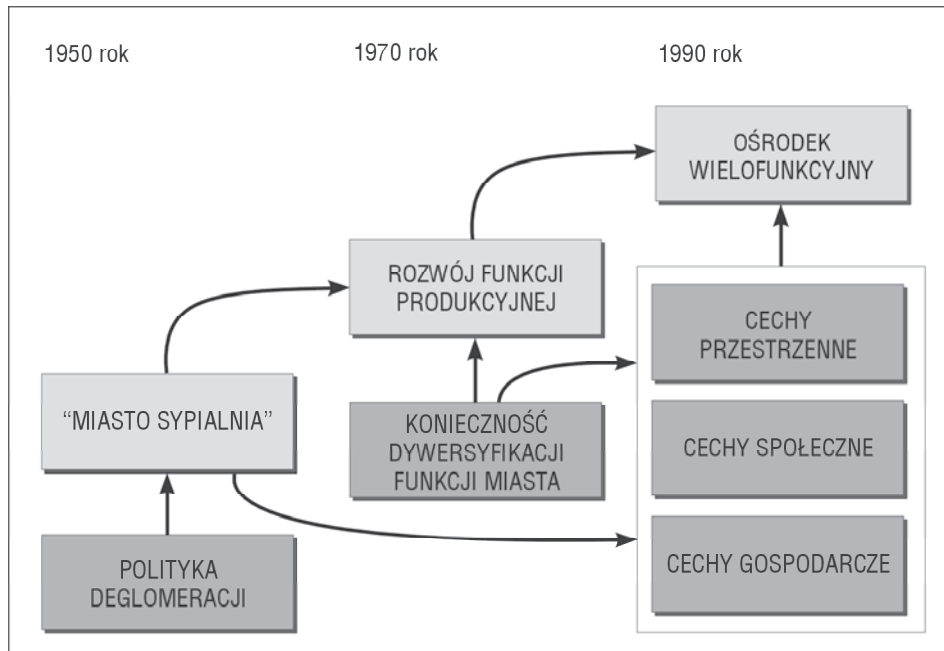 1950 rok
1970 rok
1990 rok
OŚRODEK
WIELOFUNKCYJNY
ROZWÓJ FUNKCJI
PRODUKCYJNEJ
CECHY
PRZESTRZENNE
“MIASTO SYPIALNIA”
KONIECZNOŚĆ
DYWERSYFIKACJI
FUNKCJI MIASTA
CECHY SPOŁECZNE
POLITYKA
DEGLOMERACJI
CECHY GOSPODARCZE